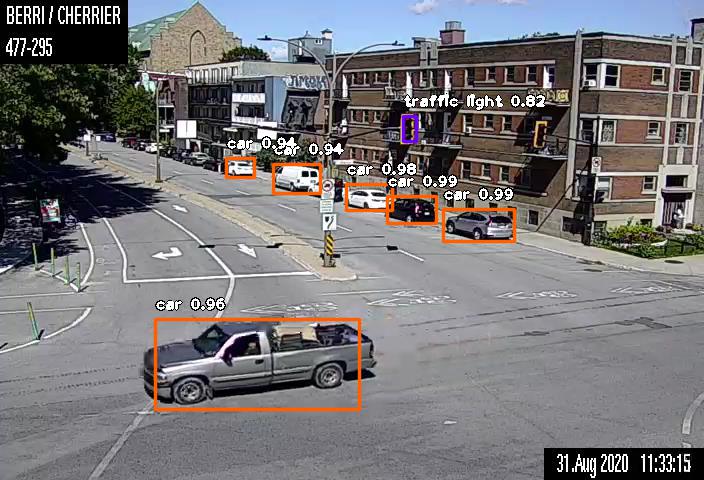 BERRI / CHERRIER
477-295
traffic light 0.82
car 0.94
car 0.94
car 0.98
car 0.99
car 0.99
car 0.96
31.Aug 2020 11:33:15